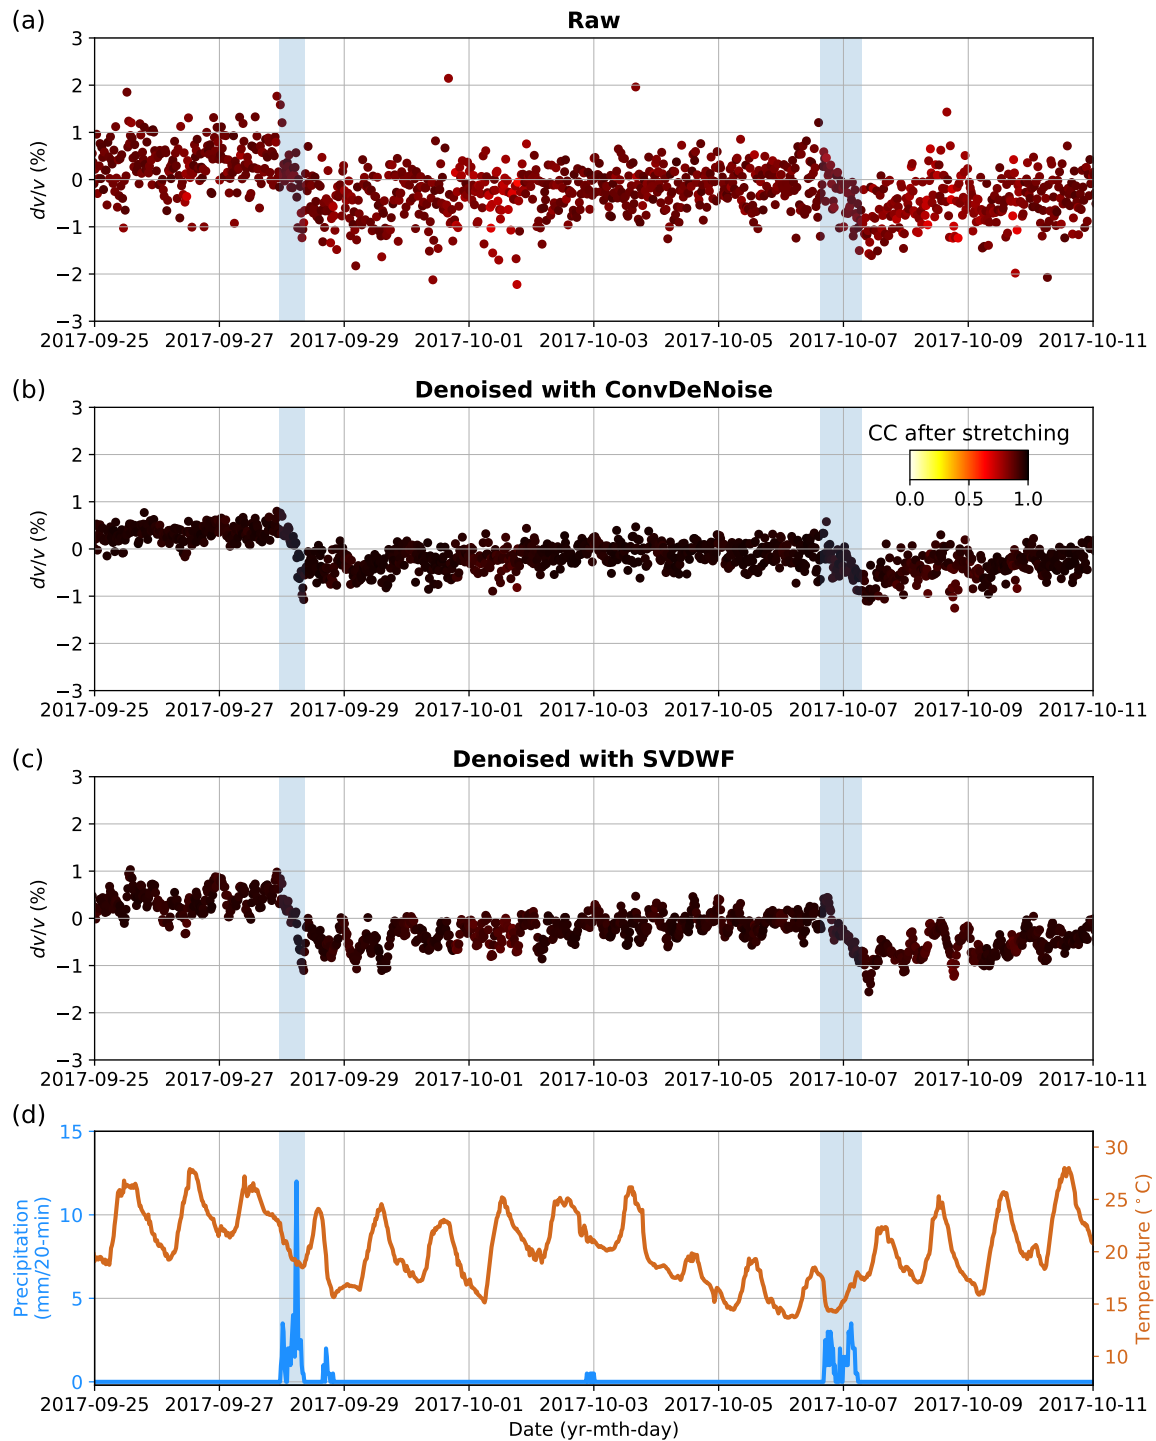 (a)
Raw
3
2
1
0
−1
−2
−3
dv/v (%)
2017-09-25 2017-09-27 2017-09-29 2017-10-01 2017-10-03 2017-10-05 2017-10-07 2017-10-09 2017-10-11
(b)
Denoised with ConvDeNoise
3
2
1
0
−1
−2
−3
dv/v (%)
CC after stretching
0.0 0.5 1.0
2017-09-25 2017-09-27 2017-09-29 2017-10-01 2017-10-03 2017-10-05 2017-10-07 2017-10-09 2017-10-11
(c)
Denoised with SVDWF
3
2
1
0
−1
−2
−3
dv/v (%)
2017-09-25 2017-09-27 2017-09-29 2017-10-01 2017-10-03 2017-10-05 2017-10-07 2017-10-09 2017-10-11
(d)
15
10
5
0
Precipitation
(mm/20-min)
30
25
20
15
10
Temperature (°C)
2017-09-25 2017-09-27 2017-09-29 2017-10-01 2017-10-03 2017-10-05 2017-10-07 2017-10-09 2017-10-11
Date (yr-mth-day)